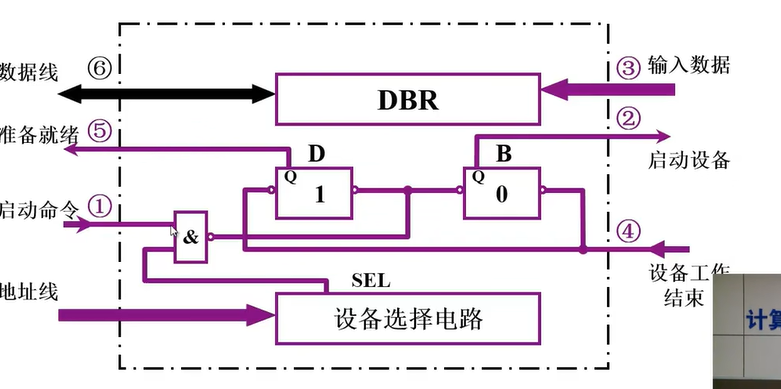 数据线 ⑥ DBR ③ 输入数据
准备就绪 ⑤ D B ② 启动设备
Q 1 Q 0
启动命令 ① & ④
设备工作
结束
地址线 SEL
设备选择电路
计算